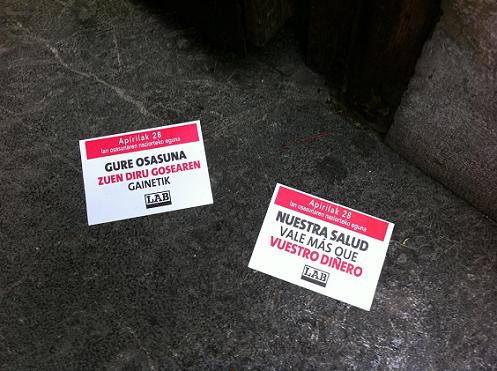 Apirilak 28
lan osasunaren nazioarteko eguna
GURE OSASUNA
ZUEN DIRU GOSEAREN
GAINETIK
LAB
Apirilak 28
lan osasunaren nazioarteko eguna
NUESTRA SALUD
VALE MÁS QUE
VUESTRO DINERO
LAB